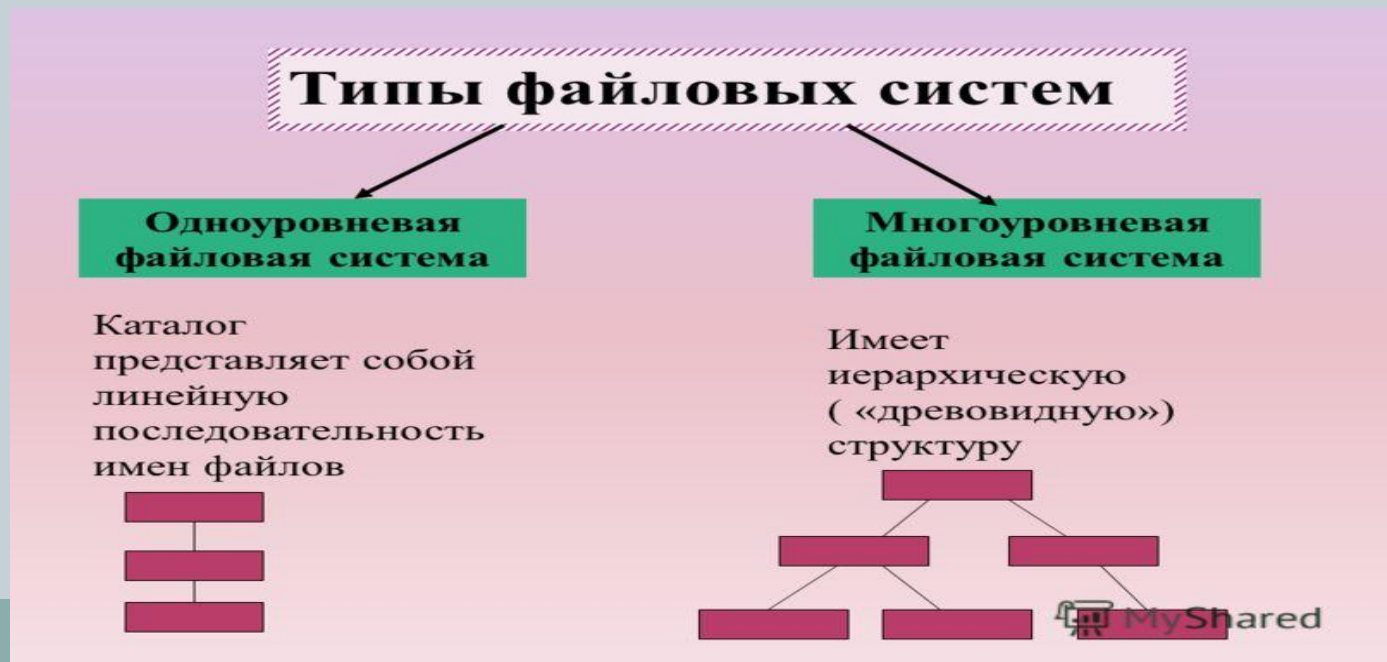 Типы файловых систем
Одноуровневая
файловая система
Каталог
представляет собой
линейную
последовательность
имен файлов
Многоуровневая
файловая система
Имеет
иерархическую
( «древовидную»)
структуру
MyShared